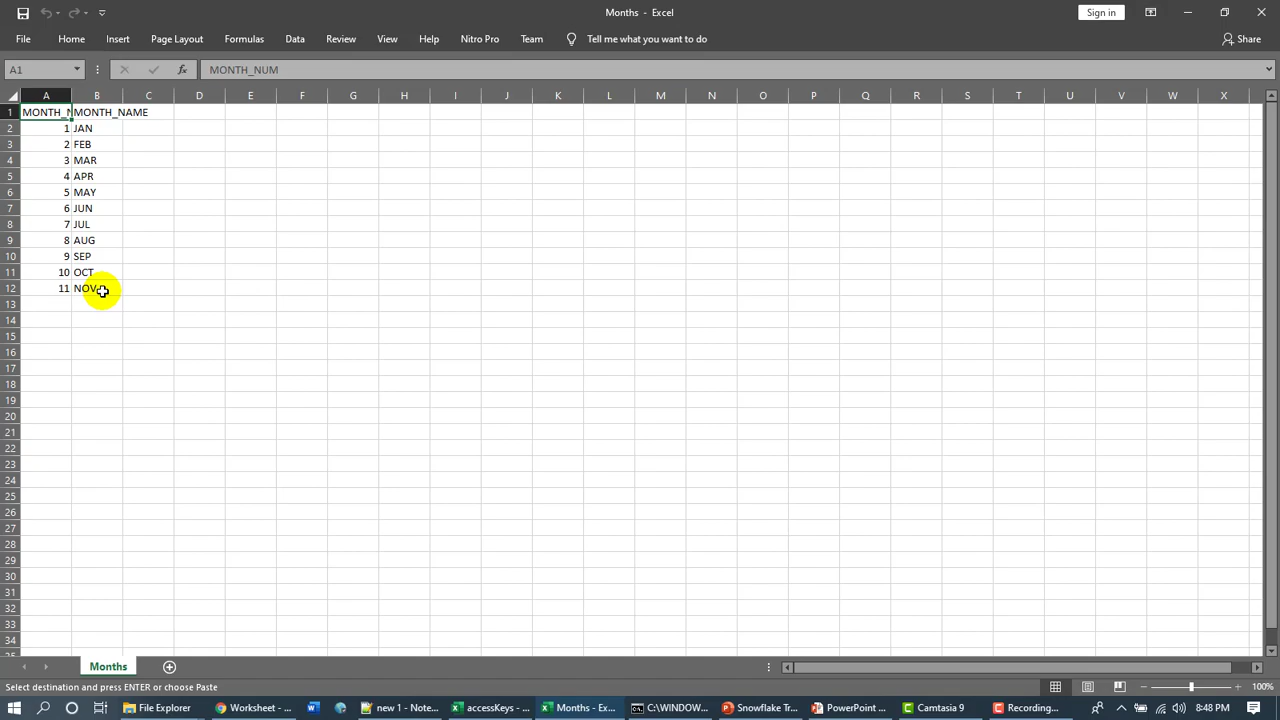 Months - Excel
Sign in
File Home Insert Page Layout Formulas Data Review View Help Nitro Pro Team Tell me what you want to do Share
A1 fx MONTH_NUM
A B C D E F G H I J K L M N O P Q R S T U V W X
1 MONTH_N MONTH_NAME
2 1 JAN
3 2 FEB
4 3 MAR
5 4 APR
6 5 MAY
7 6 JUN
8 7 JUL
9 8 AUG
10 9 SEP
11 10 OCT
12 11 NOV
13
14
15
16
17
18
19
20
21
22
23
24
25
26
27
28
29
30
31
32
33
34
Months
Select destination and press ENTER or choose Paste 100%
File Explorer Worksheet - ... new 1 - Note... accessKeys - ... Months - Ex... C:\WINDOW... Snowflake Tr... PowerPoint ... Camtasia 9 Recording... 8:48 PM